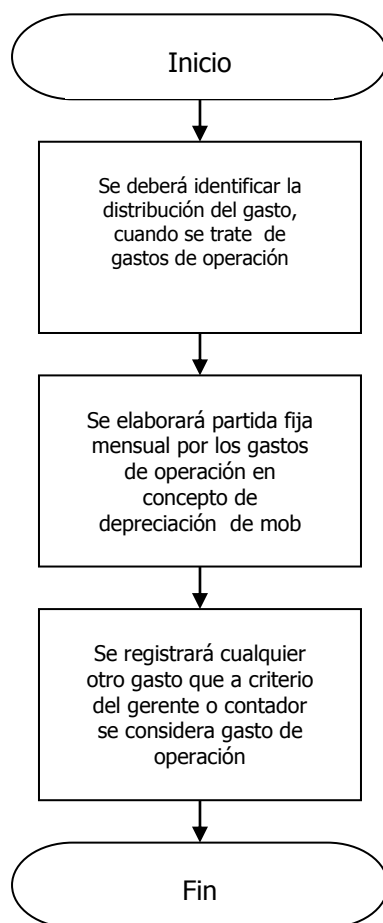 Inicio
Se deberá identificar la
distribución del gasto,
cuando se trate  de
gastos de operación
Se elaborará partida fija
mensual por los gastos
de operación en
concepto de
depreciación  de mob
Se registrará cualquier
otro gasto que a criterio
del gerente o contador
se considera gasto de
operación
Fin